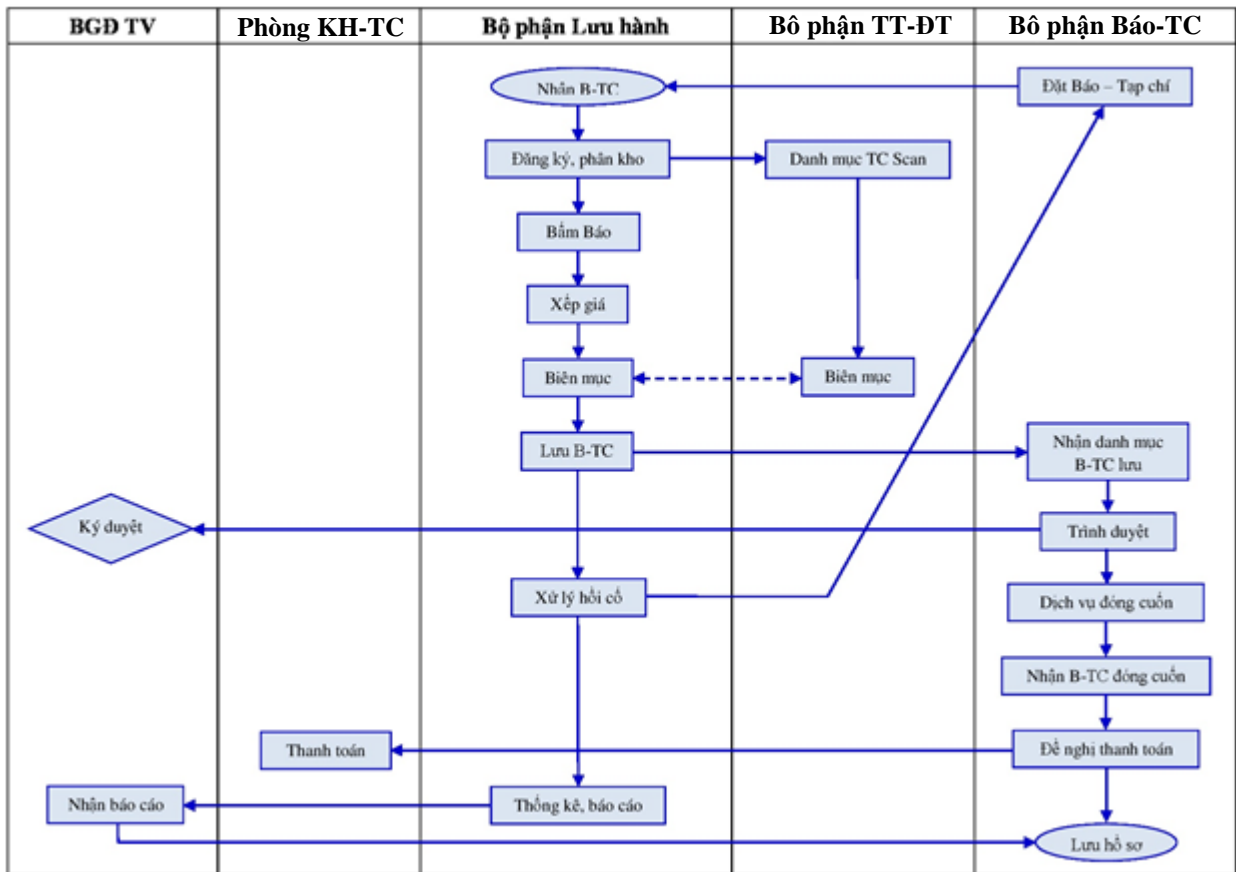 BGĐ TV
Phòng KH-TC
Bộ phận Lưu hành
Bô phận TT-ĐT
Bô phận Báo-TC
Nhận B-TC
Đặt Báo – Tạp chí
Đăng ký, phân kho
Danh mục TC Scan
Bấm Báo
Xếp giá
Biên mục
Biên mục
Lưu B-TC
Nhận danh mục
B-TC lưu
Ký duyệt
Trình duyệt
Xử lý hồi cố
Dịch vụ đóng cuốn
Nhận B-TC đóng cuốn
Thanh toán
Đề nghị thanh toán
Nhận báo cáo
Thống kê, báo cáo
Lưu hồ sơ